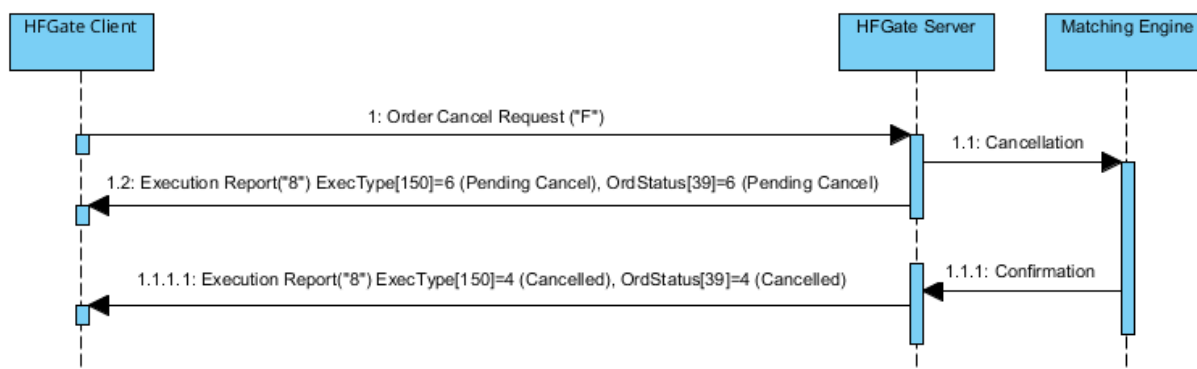 HFGate Client
HFGate Server
Matching Engine
1: Order Cancel Request ("F")
1.1: Cancellation
1.2: Execution Report("8") ExecType[150]=6 (Pending Cancel), OrdStatus[39]=6 (Pending Cancel)
1.1.1: Confirmation
1.1.1.1: Execution Report("8") ExecType[150]=4 (Cancelled), OrdStatus[39]=4 (Cancelled)